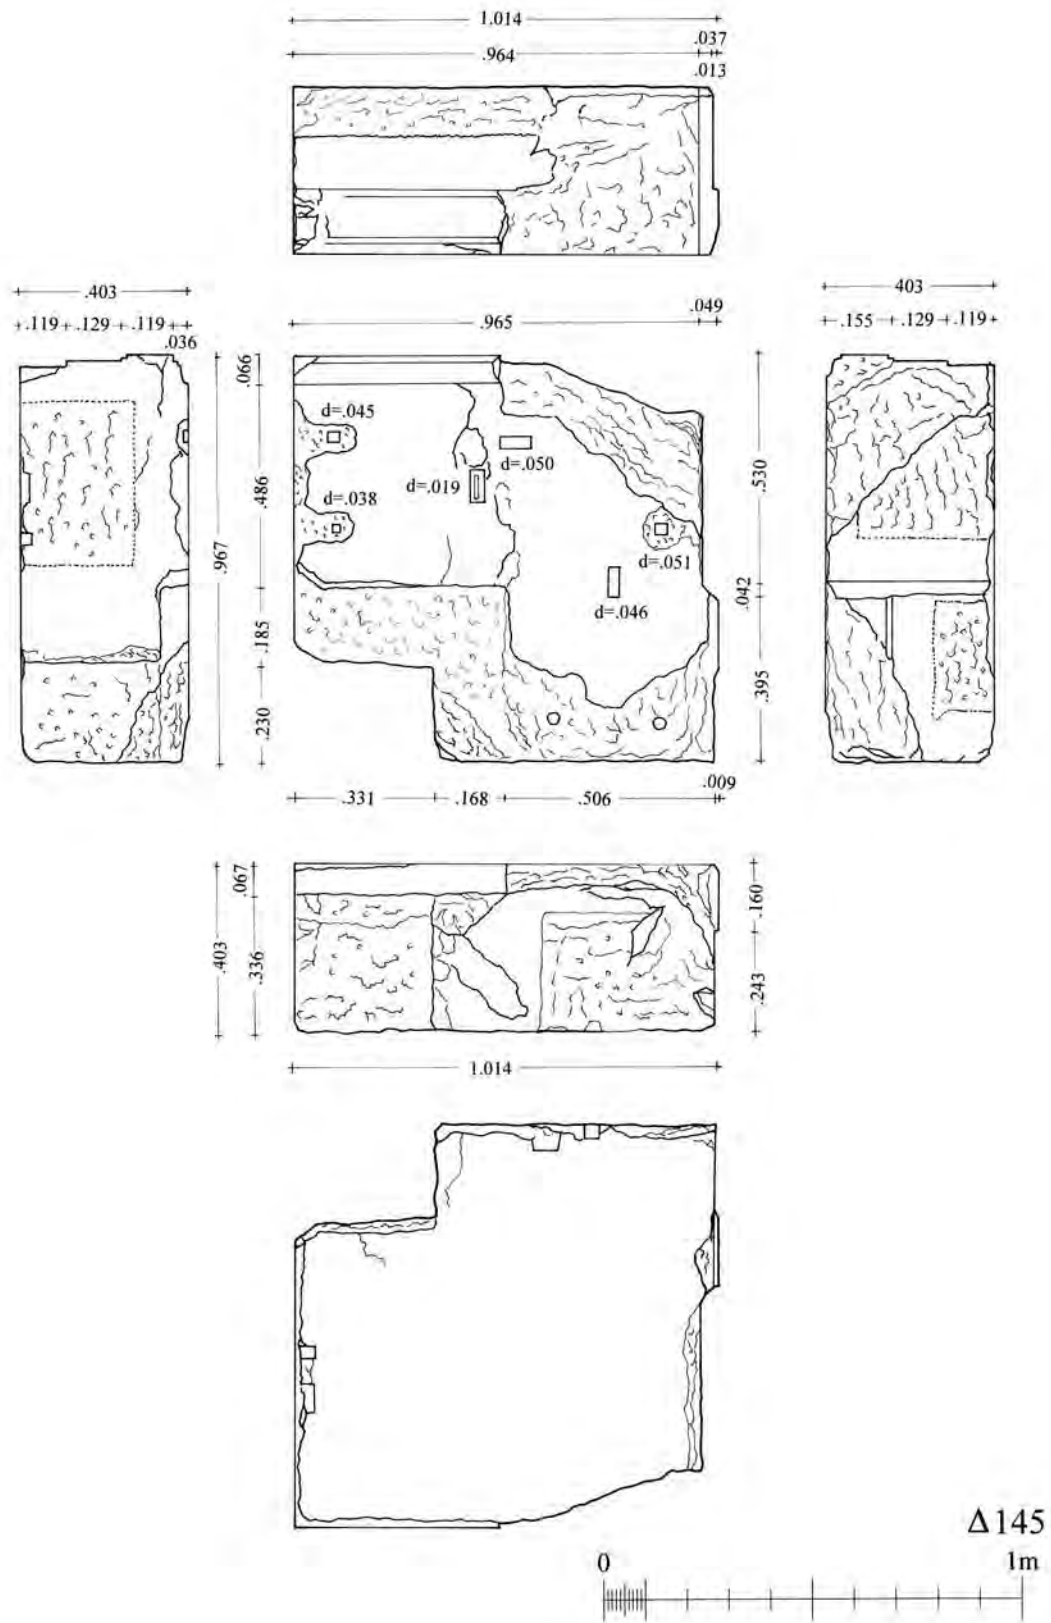 1.014
.037
.964
.013
.403
.119 .129 .119
.036
.965
.049
403
.155 .129 .119
.066
.486
.967
.185
.230
d=.045
d=.050
d=.019
d=.038
d=.051
d=.046
.530
.042
.395
.331 .168 .506
.009
.067
.403
.336
.160
.243
1.014
Δ145
0 1m